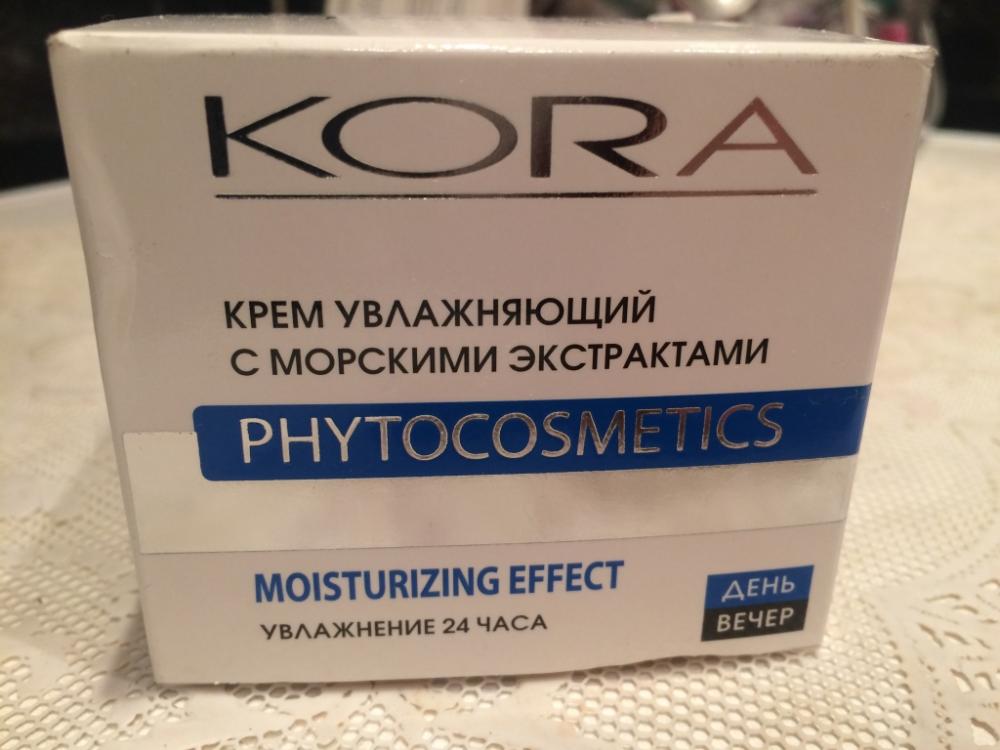 KORA
КРЕМ УВЛАЖНЯЮЩИЙ
С МОРСКИМИ ЭКСТРАКТАМИ
PHYTOCOSMETICS
MOISTURIZING EFFECT
УВЛАЖНЕНИЕ 24 ЧАСА
ДЕНЬ
ВЕЧЕР